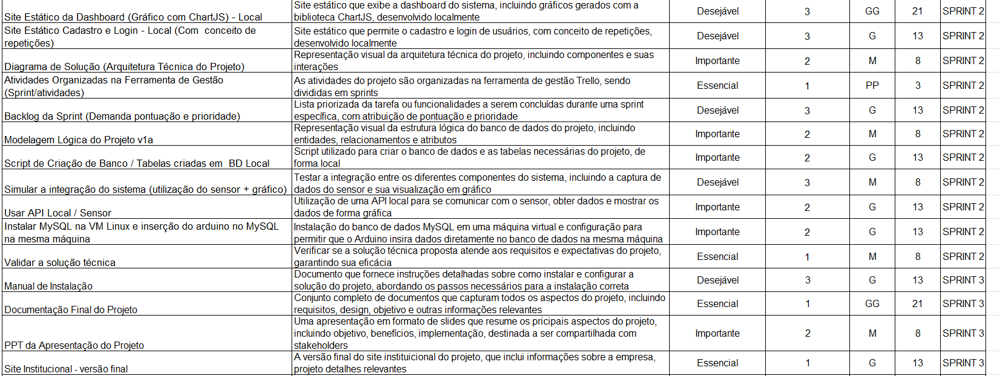 Site Estático da Dashboard (Gráfico com ChartJS) - Local
Site estático que exibe a dashboard do sistema, incluindo gráficos gerados com a
biblioteca ChartJS, desenvolvido localmente
Desejável
3
GG
21
SPRINT 2
Site Estático Cadastro e Login - Local (Com  conceito de
repetições)
Site estático que permite o cadastro e login de usuários, com conceito de repetições,
desenvolvido localmente
Desejável
3
G
13
SPRINT 2
Diagrama de Solução (Arquitetura Técnica do Projeto)
Representação visual da arquitetura técnica do projeto, incluindo componentes e suas
interações
Importante
2
M
8
SPRINT 2
Atividades Organizadas na Ferramenta de Gestão
(Sprint/atividades)
As atividades do projeto são organizadas na ferramenta de gestão Trello, sendo
divididas em sprints
Essencial
1
PP
3
SPRINT 2
Backlog da Sprint (Demanda pontuação e prioridade)
Lista priorizada da tarefa ou funcionalidades a serem concluídas durante uma sprint
específica, com atribuição de pontuação e prioridade
Desejável
3
G
13
SPRINT 2
Modelagem Lógica do Projeto v1a
Representação visual da estrutura lógica do banco de dados do projeto, incluindo
entidades, relacionamentos e atributos
Importante
2
M
8
SPRINT 2
Script de Criação de Banco / Tabelas criadas em  BD Local
Script utilizado para criar o banco de dados e as tabelas necessárias do projeto, de
forma local
Importante
2
G
13
SPRINT 2
Simular a integração do sistema (utilização do sensor + gráfico)
Testar a integração entre os diferentes componentes do sistema, incluindo a captura de
dados do sensor e sua visualização em gráfico
Desejável
3
M
8
SPRINT 2
Usar API Local / Sensor
Utilização de uma API local para se comunicar com o sensor, obter dados e mostrar os
dados de forma gráfica
Importante
2
G
13
SPRINT 2
Instalar MySQL na VM Linux e inserção do arduino no MySQL
na mesma máquina
Instalação do banco de dados MySQL em uma máquina virtual e configuração para
permitir que o Arduino insira dados diretamente no banco de dados na mesma máquina
Importante
2
G
13
SPRINT 2
Validar a solução técnica
Verificar se a solução técnica proposta atende aos requisitos e expectativas do projeto,
garantindo sua eficácia
Essencial
1
M
8
SPRINT 2
Manual de Instalação
Documento que fornece instruções detalhadas sobre como instalar e configurar a
solução do projeto, abordando os passos necessários para a instalação correta
Desejável
3
G
13
SPRINT 3
Documentação Final do Projeto
Conjunto completo de documentos que capturam todos os aspectos do projeto, incluindo
requisitos, design, objetivo e outras informações relevantes
Essencial
1
GG
21
SPRINT 3
PPT da Apresentação do Projeto
Uma apresentação em formato de slides que resume os pricipais aspectos do projeto,
incluindo objetivo, benefícios, implementação, destinada a ser compartilhada com
stakeholders
Importante
2
M
8
SPRINT 3
Site Institucional - versão final
A versão final do site instituicional do projeto, que inclui informações sobre a empresa,
projeto detalhes relevantes
Essencial
1
G
13
SPRINT 3